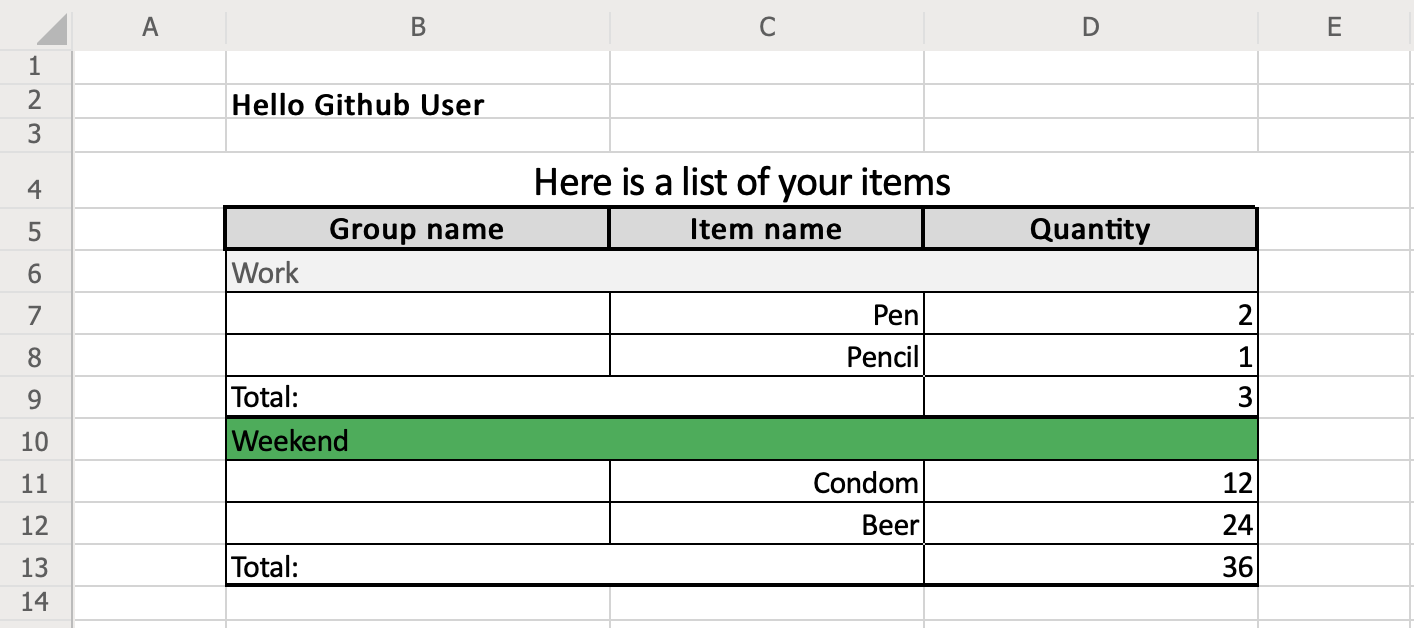 A B C D E
1
2 Hello Github User
3
4 Here is a list of your items
5 Group name Item name Quantity
6 Work
7 Pen 2
8 Pencil 1
9 Total: 3
10 Weekend
11 Condom 12
12 Beer 24
13 Total: 36
14